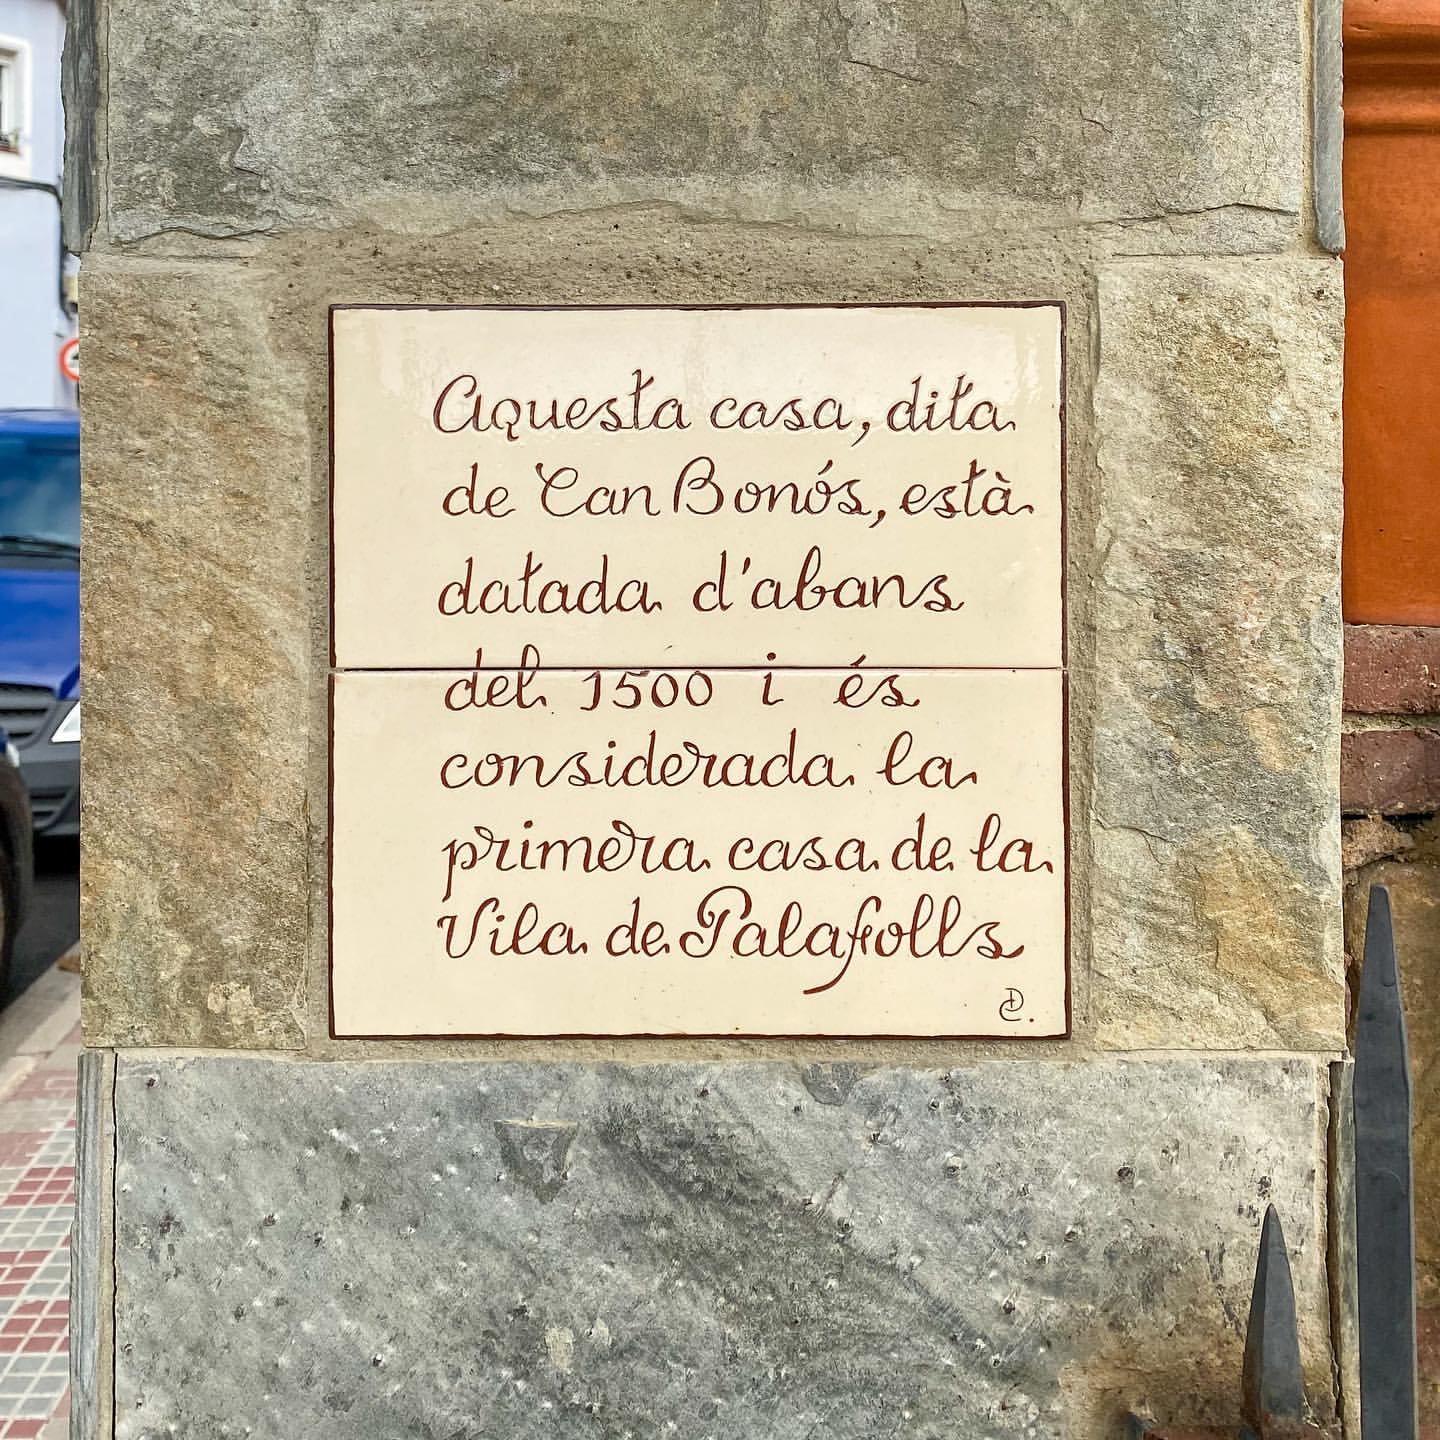 Aquesta casa, dita
de Can Bonós, està
datada d'abans
del 1500 i és
considerada la
primera casa de la
Vila de Palafolls